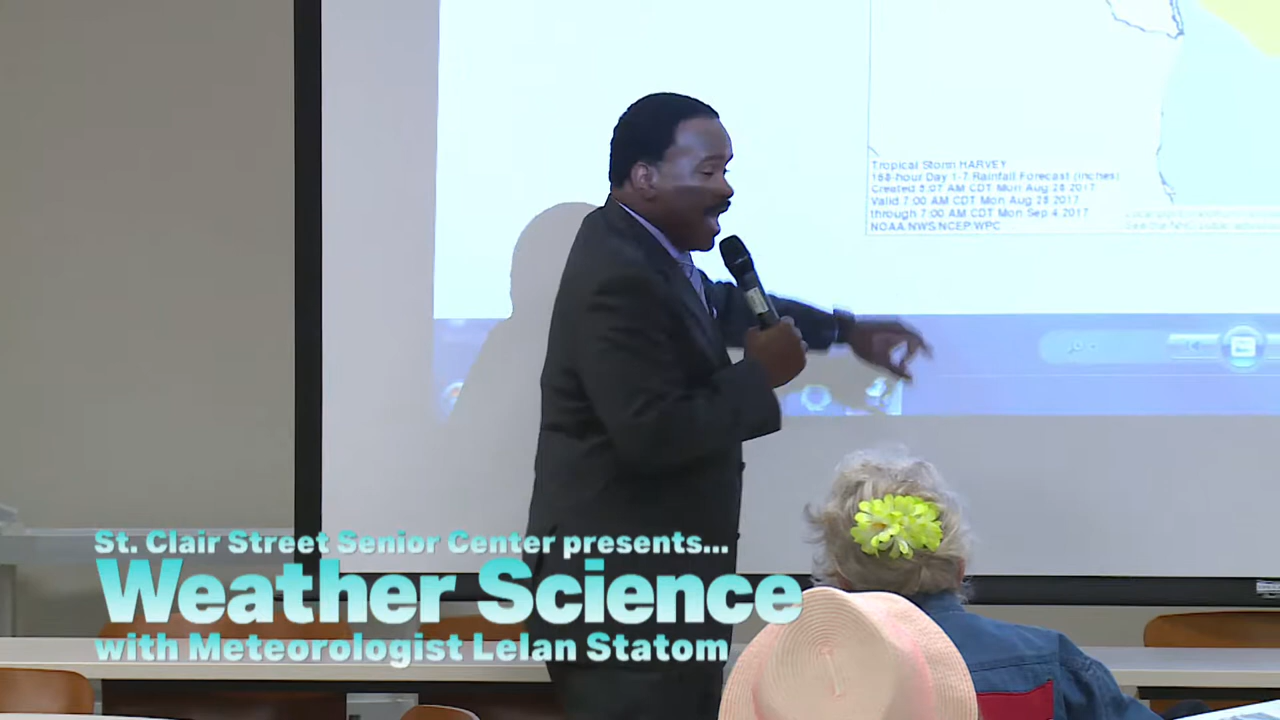 Tropical Storm HARVEY
168-hour Day 1-7 Rainfall Forecast (inches)
Created 5:07 AM CDT Mon Aug 28 2017
Valid 7:00 AM CDT Mon Aug 28 2017
through 7:00 AM CDT Mon Sep 4 2017
NOAA/NWS/NCEP/WPC
St. Clair Street Senior Center presents...
Weather Science
with Meteorologist Lelan Statom